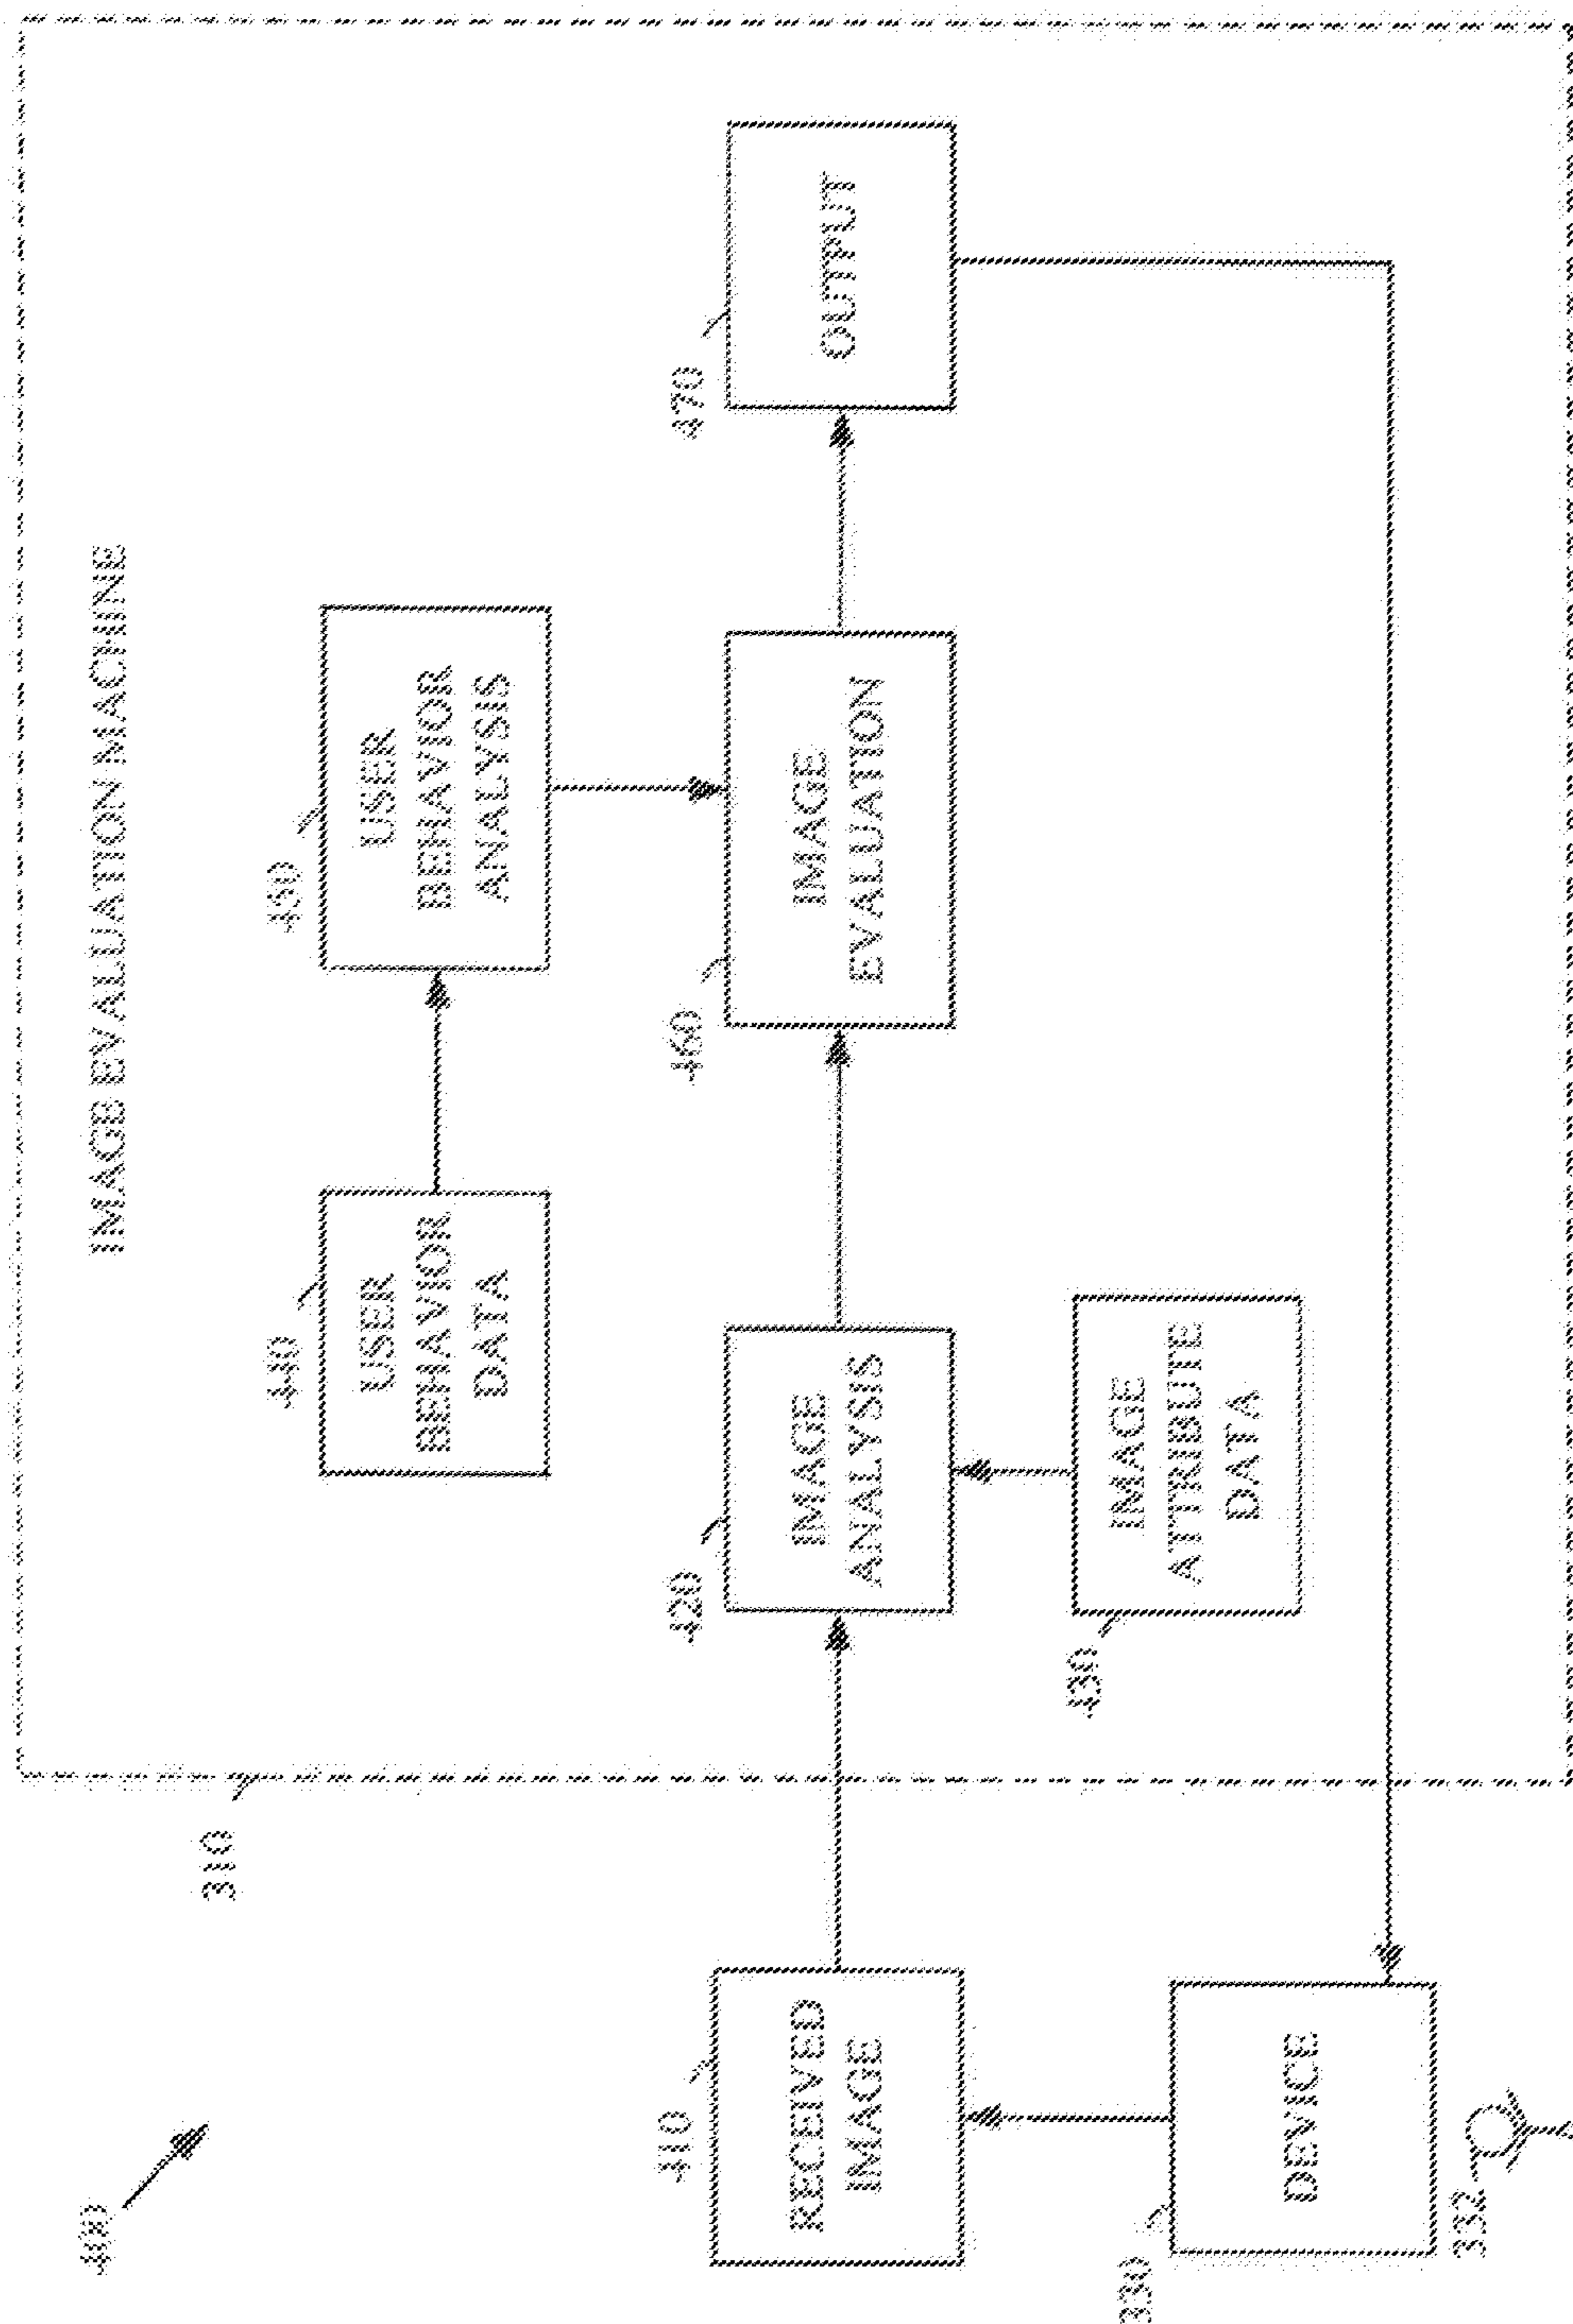 400
310
IMAGE EVALUATION MACHINE
440
USER
BEHAVIOR
DATA
450
USER
BEHAVIOR
ANALYSIS
410
RECEIVED
IMAGE
420
IMAGE
ANALYSIS
460
IMAGE
EVALUATION
470
OUTPUT
430
IMAGE
ATTRIBUTE
DATA
330
DEVICE
332